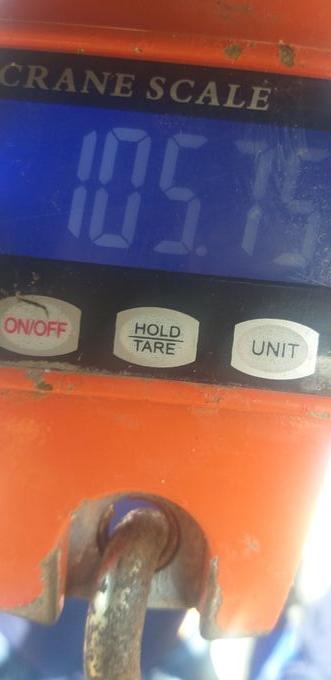 CRANE SCALE
105.75
ON/OFF
HOLD
TARE
UNIT